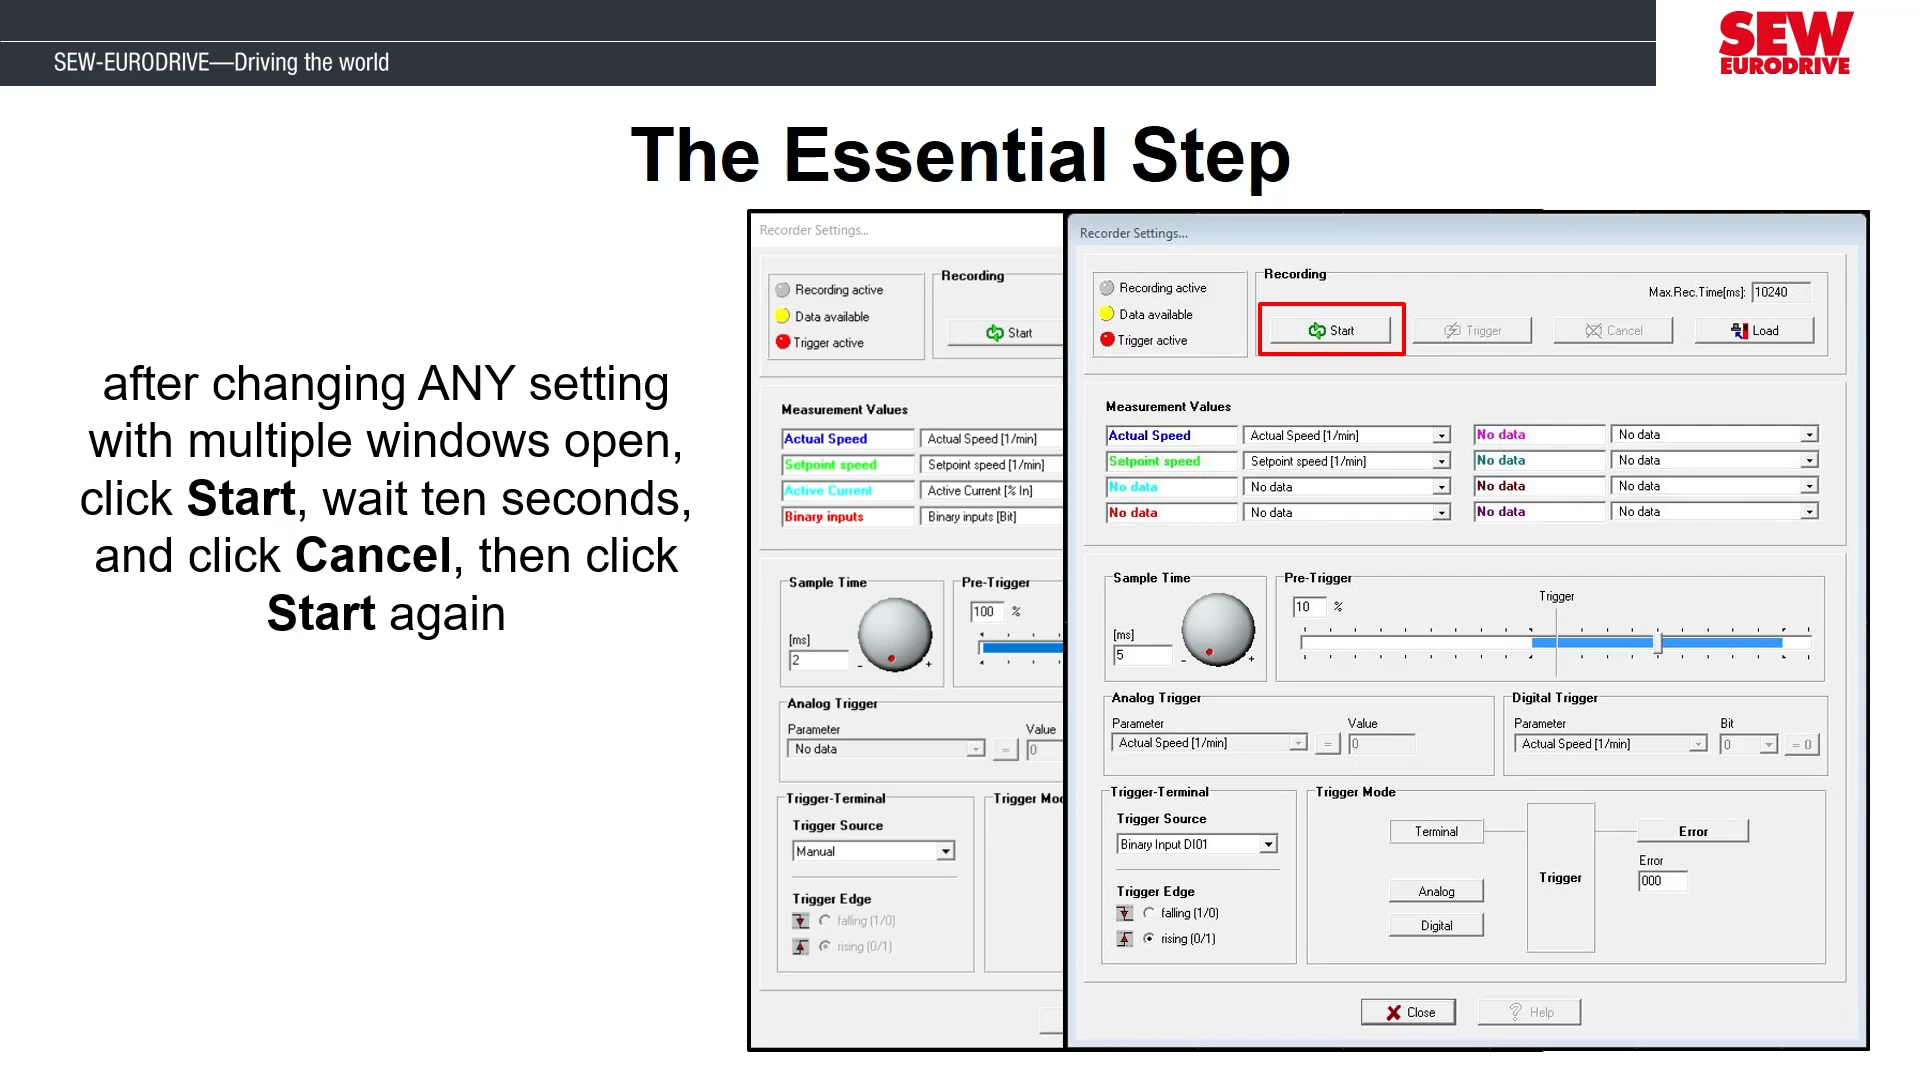 SEW-EURODRIVE—Driving the world
SEW
EURODRIVE
The Essential Step
after changing ANY setting
with multiple windows open,
click Start, wait ten seconds,
and click Cancel, then click
Start again
Recorder Settings...
Recording active
Data available
Trigger active
Recording
Start
Measurement Values
Actual Speed Actual Speed [1/min]
Setpoint speed Setpoint speed [1/min]
Active Current Active Current [% In]
Binary inputs Binary inputs [Bit]
Sample Time
[ms]
2
- +
Pre-Trigger
100 %
Analog Trigger
Parameter Value
No data = 0
Trigger-Terminal
Trigger Source
Manual
Trigger Edge
falling (1/0)
rising (0/1)
Recorder Settings...
Recording active
Data available
Trigger active
Recording
Max.Rec.Time[ms]: 10240
Start Trigger Cancel Load
Measurement Values
Actual Speed Actual Speed [1/min] No data No data
Setpoint speed Setpoint speed [1/min] No data No data
No data No data No data No data
No data No data No data No data
Sample Time
[ms]
5
- +
Pre-Trigger
10 %
Trigger
Analog Trigger
Parameter Value
Actual Speed [1/min] = 0
Digital Trigger
Parameter Bit
Actual Speed [1/min] 0 = 0
Trigger-Terminal
Trigger Source
Binary Input DI01
Trigger Edge
falling (1/0)
rising (0/1)
Trigger Mode
Terminal
Analog
Digital
Trigger
Error
Error
000
Close Help